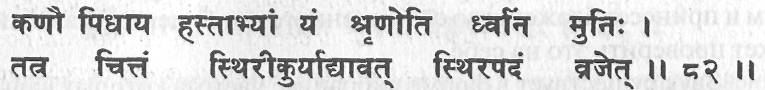 कर्णौ पिधाय हस्ताभ्यां यं श्रृणोति ध्वनिं मुनिः ।
तत्र चित्तं स्थिरीकुर्याद्यावत् स्थिरपदं व्रजेत् ॥ ८२ ॥